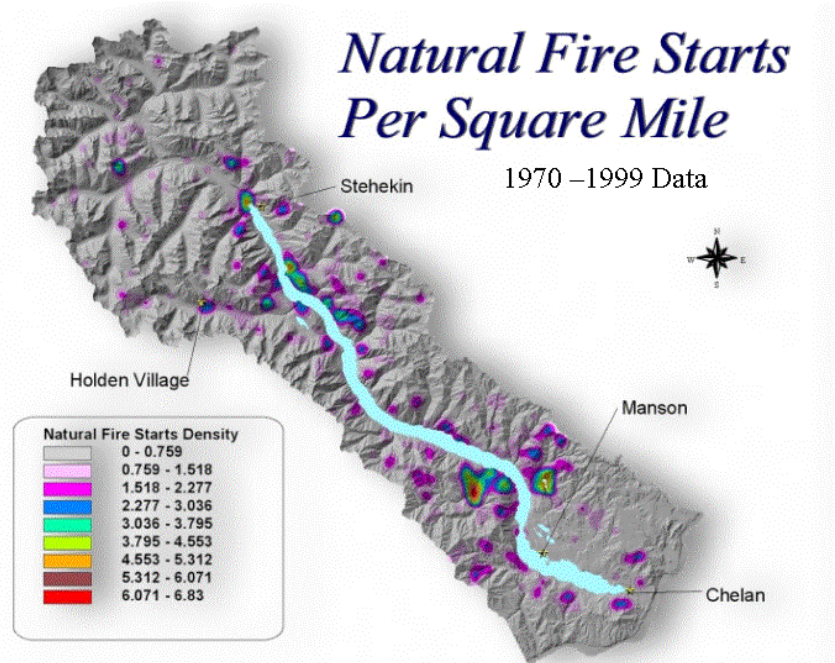 Natural Fire Starts
Per Square Mile
1970 –1999 Data
Stehekin
N
W E
S
Holden Village
Manson
Natural Fire Starts Density
0 - 0.759
0.759 - 1.518
1.518 - 2.277
2.277 - 3.036
3.036 - 3.795
3.795 - 4.553
4.553 - 5.312
5.312 - 6.071
6.071 - 6.83
Chelan